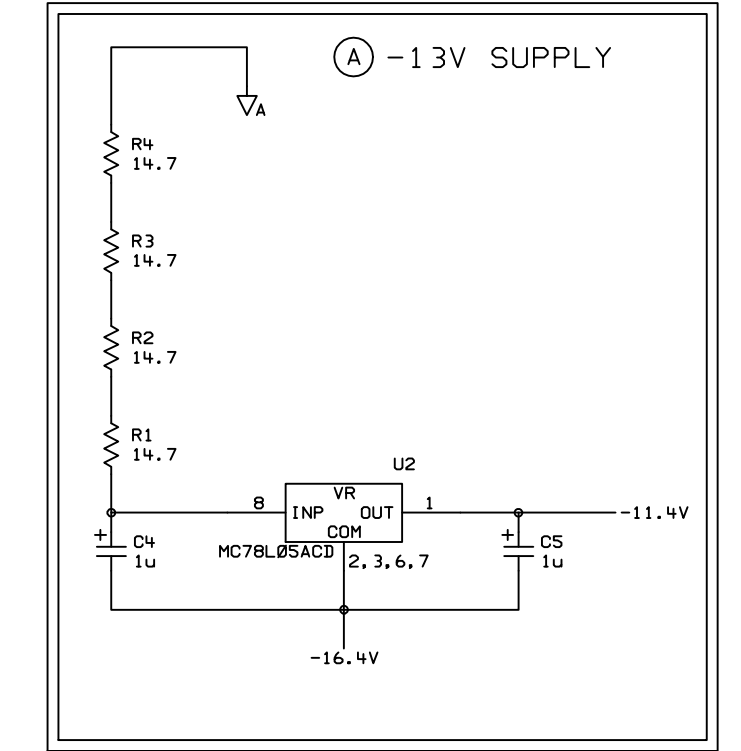 A -13V SUPPLY
A
R4
14.7
R3
14.7
R2
14.7
R1
14.7
U2
8 VR 1
INP OUT
COM
-11.4V
+ C4
1u
MC78LØ5ACD
2,3,6,7
+ C5
1u
-16.4V